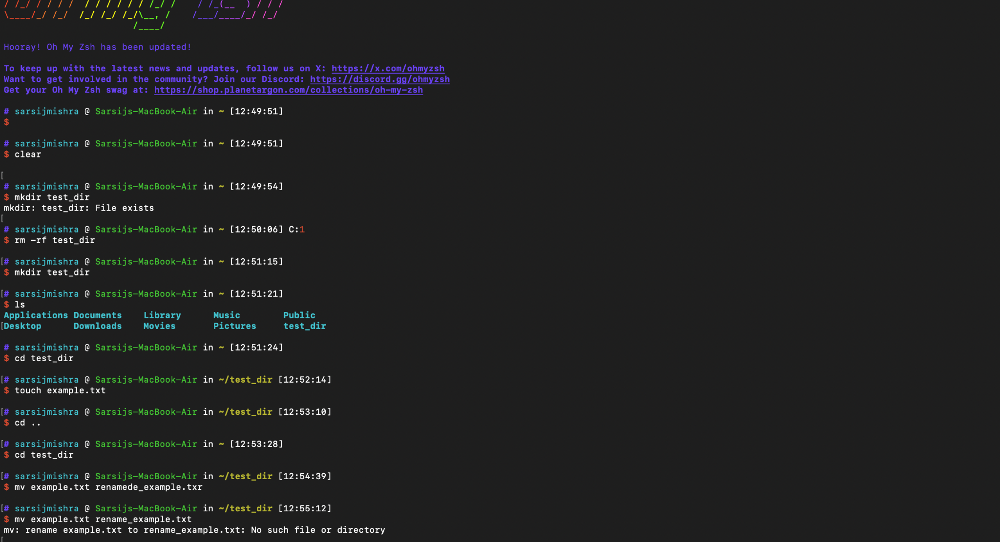 / /_/ / / / / /  / / / / / / /_/ /    / /_(__  ) / / /
\____/_/ /_/  /_/ /_/ /_/\__, /    /___/____/_/ /_/
                        /____/
Hooray! Oh My Zsh has been updated!
To keep up with the latest news and updates, follow us on X: https://x.com/ohmyzsh
Want to get involved in the community? Join our Discord: https://discord.gg/ohmyzsh
Get your Oh My Zsh swag at: https://shop.planetargon.com/collections/oh-my-zsh
# sarsijmishra @ Sarsijs-MacBook-Air in ~ [12:49:51]
$
# sarsijmishra @ Sarsijs-MacBook-Air in ~ [12:49:51]
$ clear
[
# sarsijmishra @ Sarsijs-MacBook-Air in ~ [12:49:54]
$ mkdir test_dir
mkdir: test_dir: File exists
[
# sarsijmishra @ Sarsijs-MacBook-Air in ~ [12:50:06] C:1
$ rm -rf test_dir
[# sarsijmishra @ Sarsijs-MacBook-Air in ~ [12:51:15]
$ mkdir test_dir
[# sarsijmishra @ Sarsijs-MacBook-Air in ~ [12:51:21]
$ ls
Applications Documents    Library      Music        Public
[Desktop      Downloads    Movies       Pictures     test_dir
# sarsijmishra @ Sarsijs-MacBook-Air in ~ [12:51:24]
$ cd test_dir
[# sarsijmishra @ Sarsijs-MacBook-Air in ~/test_dir [12:52:14]
$ touch example.txt
[# sarsijmishra @ Sarsijs-MacBook-Air in ~/test_dir [12:53:10]
$ cd ..
[# sarsijmishra @ Sarsijs-MacBook-Air in ~ [12:53:28]
$ cd test_dir
[# sarsijmishra @ Sarsijs-MacBook-Air in ~/test_dir [12:54:39]
$ mv example.txt renamede_example.txr
[# sarsijmishra @ Sarsijs-MacBook-Air in ~/test_dir [12:55:12]
$ mv example.txt rename_example.txt
mv: rename example.txt to rename_example.txt: No such file or directory
[